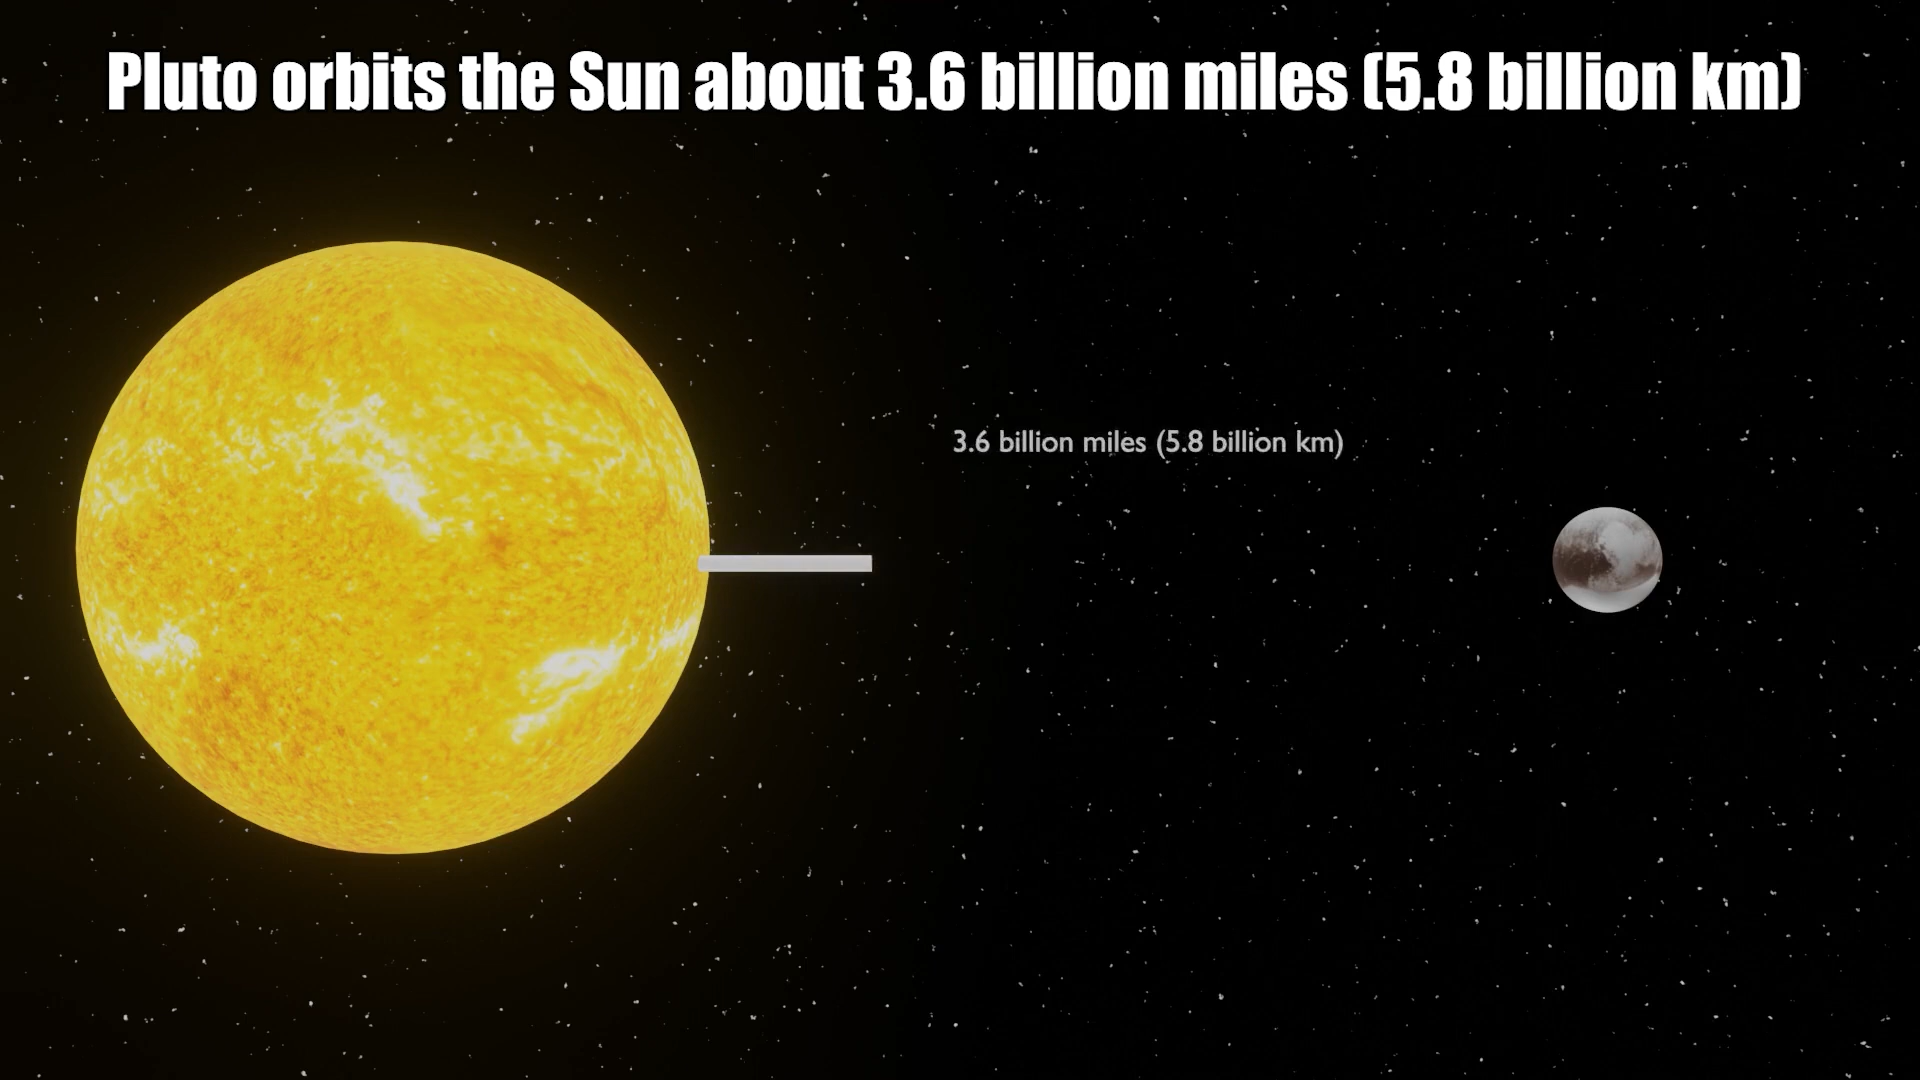 Pluto orbits the Sun about 3.6 billion miles (5.8 billion km)
3.6 billion miles (5.8 billion km)